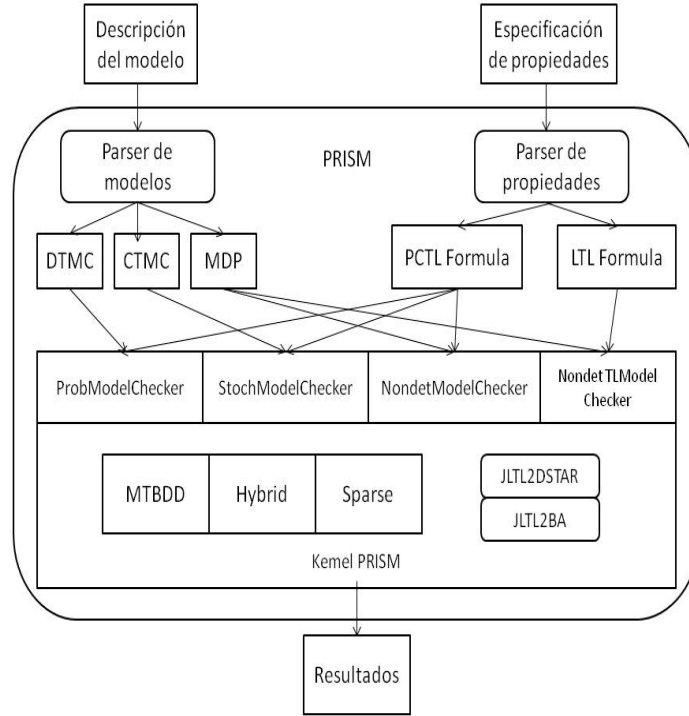 Descripción
del modelo
Especificación
de propiedades
Parser de
modelos
PRISM
Parser de
propiedades
DTMC
CTMC
MDP
PCTL Formula
LTL Formula
ProbModelChecker
StochModelChecker
NondetModelChecker
Nondet TLModel
Checker
MTBDD
Hybrid
Sparse
JLTL2DSTAR
JLTL2BA
Kemel PRISM
Resultados